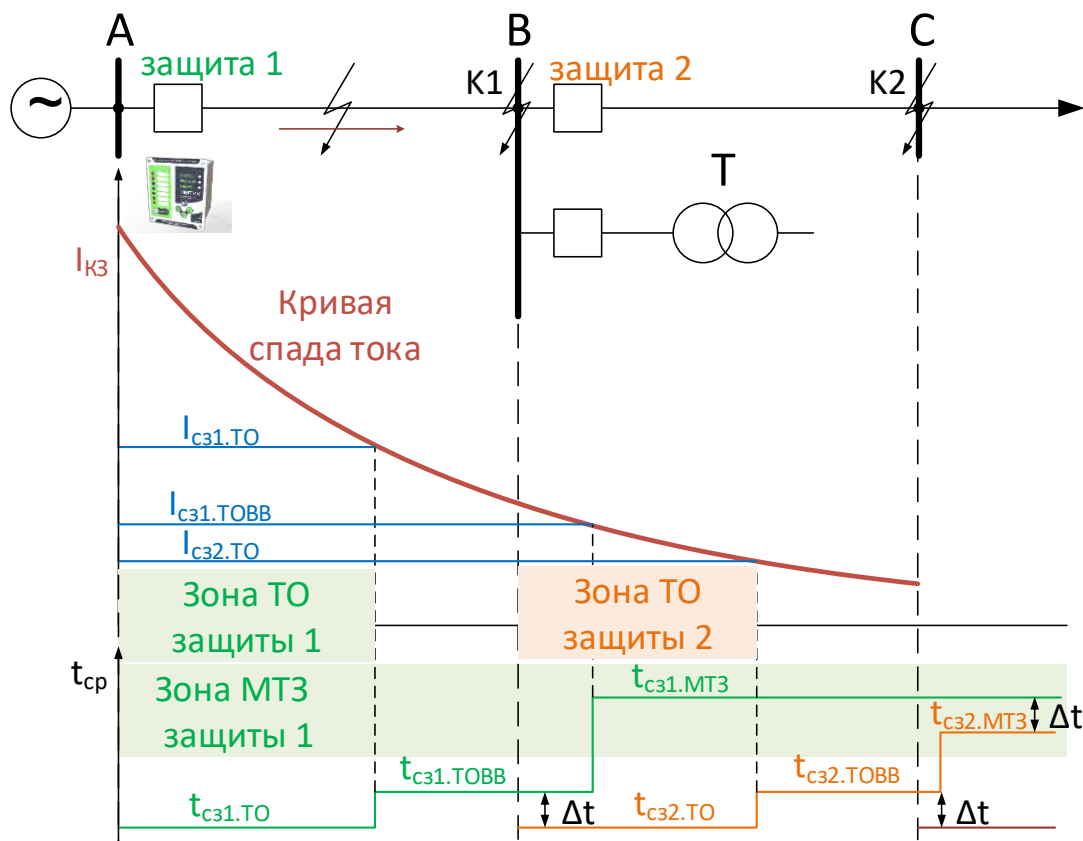 A
B
C
защита 1
K1
защита 2
K2
~
T
Iкз
Кривая
спада тока
Iсз1.ТО
Iсз1.ТОВВ
Iсз2.ТО
Зона ТО
защиты 1
Зона ТО
защиты 2
tср
Зона МТЗ
защиты 1
tсз1.МТЗ
tсз2.МТЗ
Δt
tсз1.ТОВВ
tсз2.ТОВВ
tсз1.ТО
Δt
tсз2.ТО
Δt